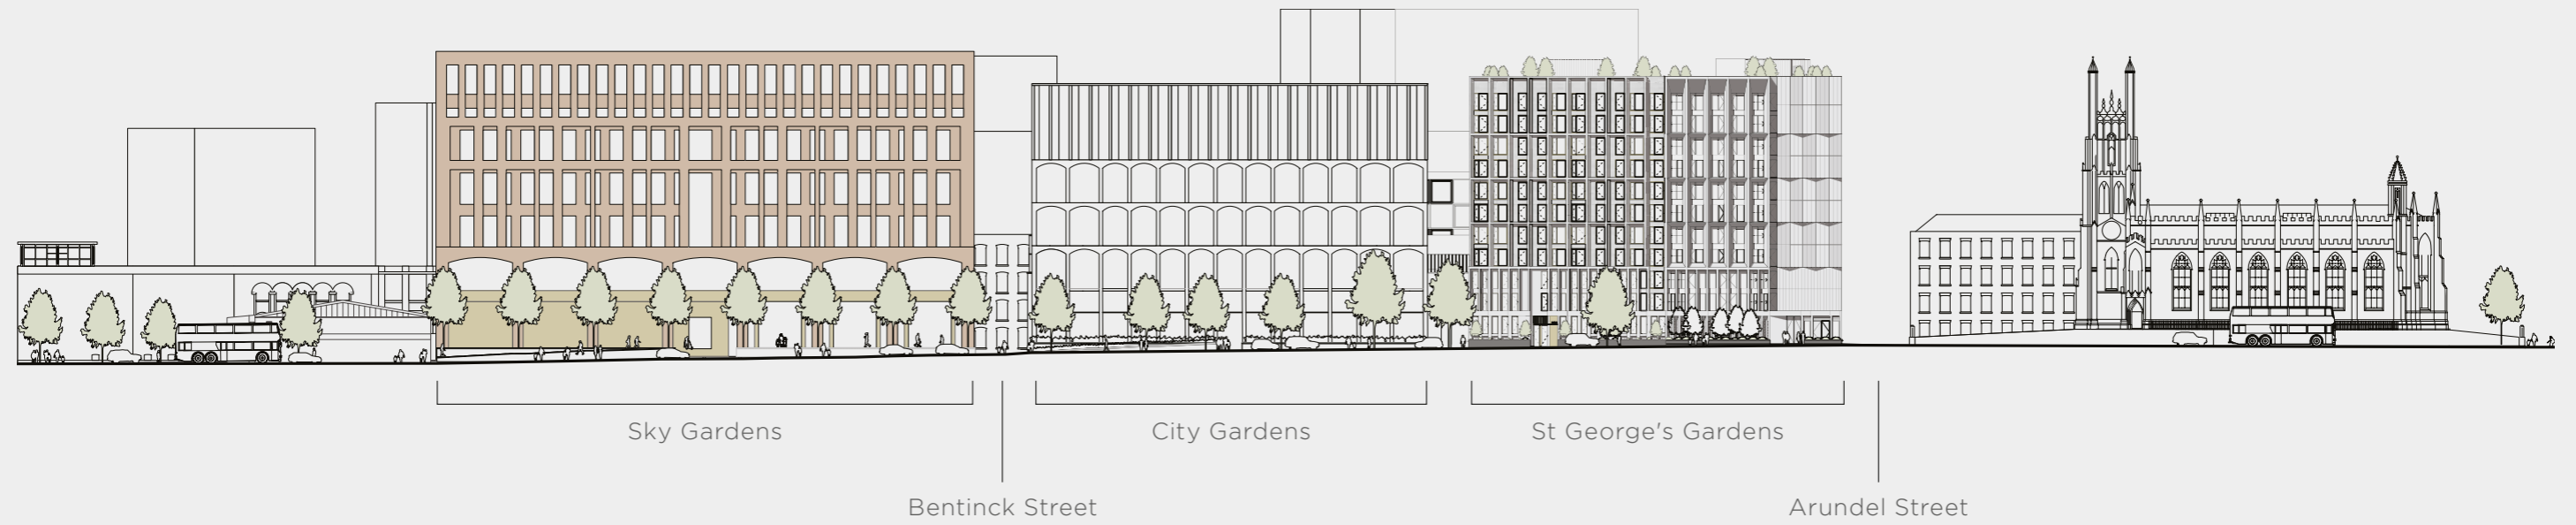 Sky Gardens
City Gardens
St George's Gardens
Bentinck Street
Arundel Street